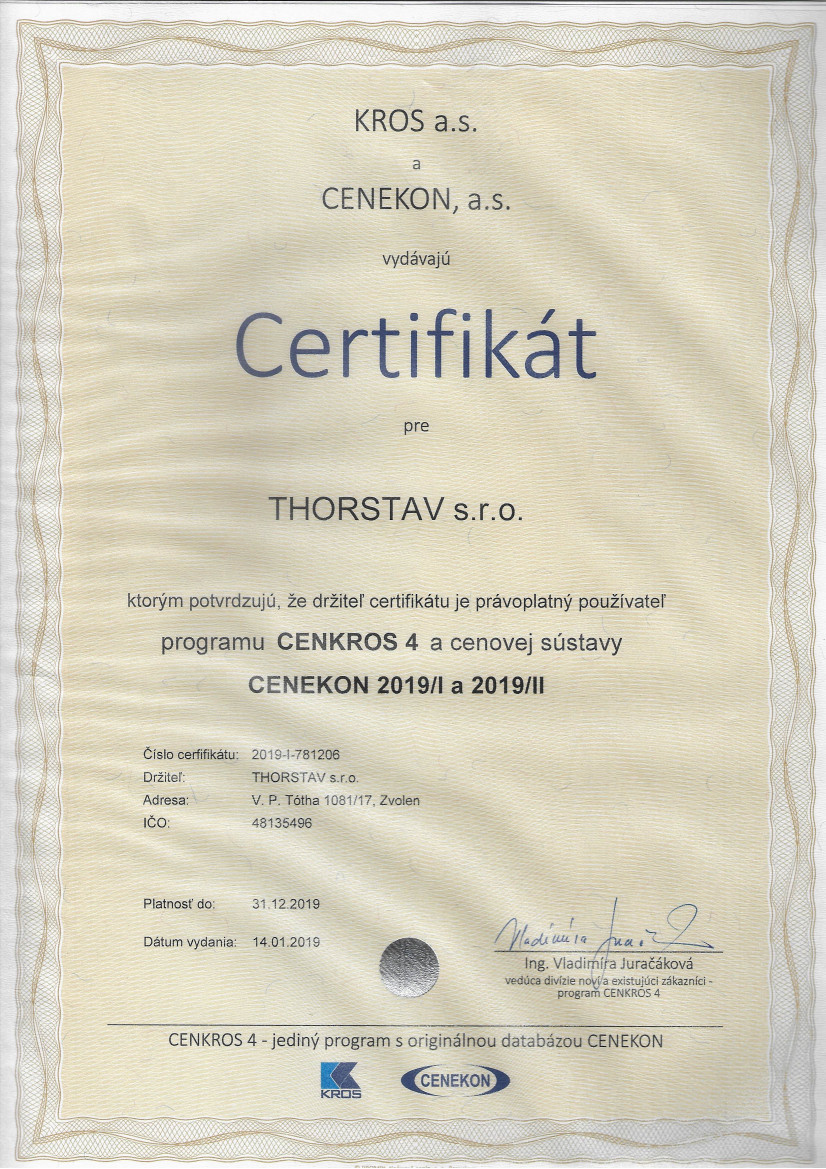 KROS a.s.
a
CENEKON, a.s.
vydávajú
Certifikát
pre
THORSTAV s.r.o.
ktorým potvrdzujú, že držiteľ certifikátu je právoplatný používateľ
programu CENKROS 4 a cenovej sústavy
CENEKON 2019/I a 2019/II
Číslo cerfifikátu: 2019-I-781206
Držiteľ: THORSTAV s.r.o.
Adresa: V. P. Tótha 1081/17, Zvolen
IČO: 48135496
Platnosť do: 31.12.2019
Dátum vydania: 14.01.2019
Ing. Vladimíra Juračáková
vedúca divízie noví a existujúci zákazníci -
program CENKROS 4
CENKROS 4 - jediný program s originálnou databázou CENEKON
KROS
CENEKON